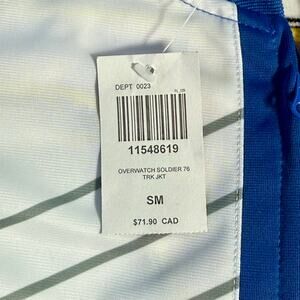 DEPT 0023
11548619
OVERWATCH SOLDIER 76
TRK JKT
SM
$71.90 CAD